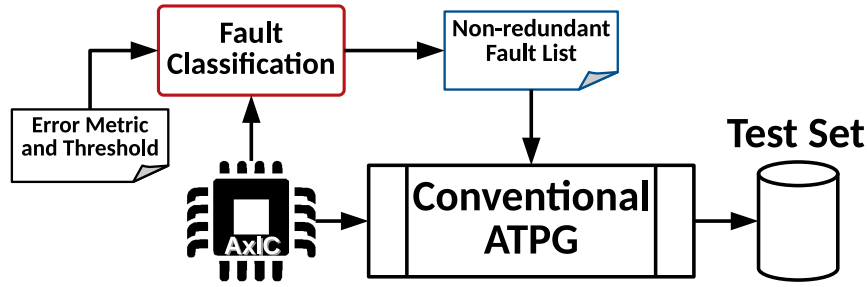 Fault
Classification
Non-redundant
Fault List
Error Metric
and Threshold
Test Set
AxIC
Conventional
ATPG